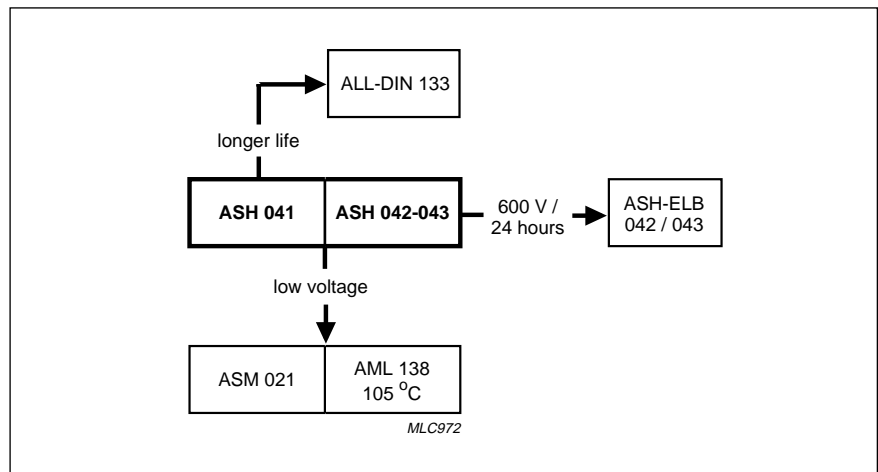 ALL-DIN 133
longer life
ASH 041
ASH 042-043
600 V /
24 hours
ASH-ELB
042 / 043
low voltage
ASM 021
AML 138
105 °C
MLC972